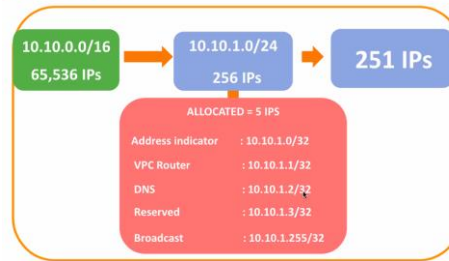 10.10.0.0/16
65,536 IPs
10.10.1.0/24
256 IPs
251 IPs
ALLOCATED = 5 IPS
Address indicator : 10.10.1.0/32
VPC Router : 10.10.1.1/32
DNS : 10.10.1.2/32
Reserved : 10.10.1.3/32
Broadcast : 10.10.1.255/32